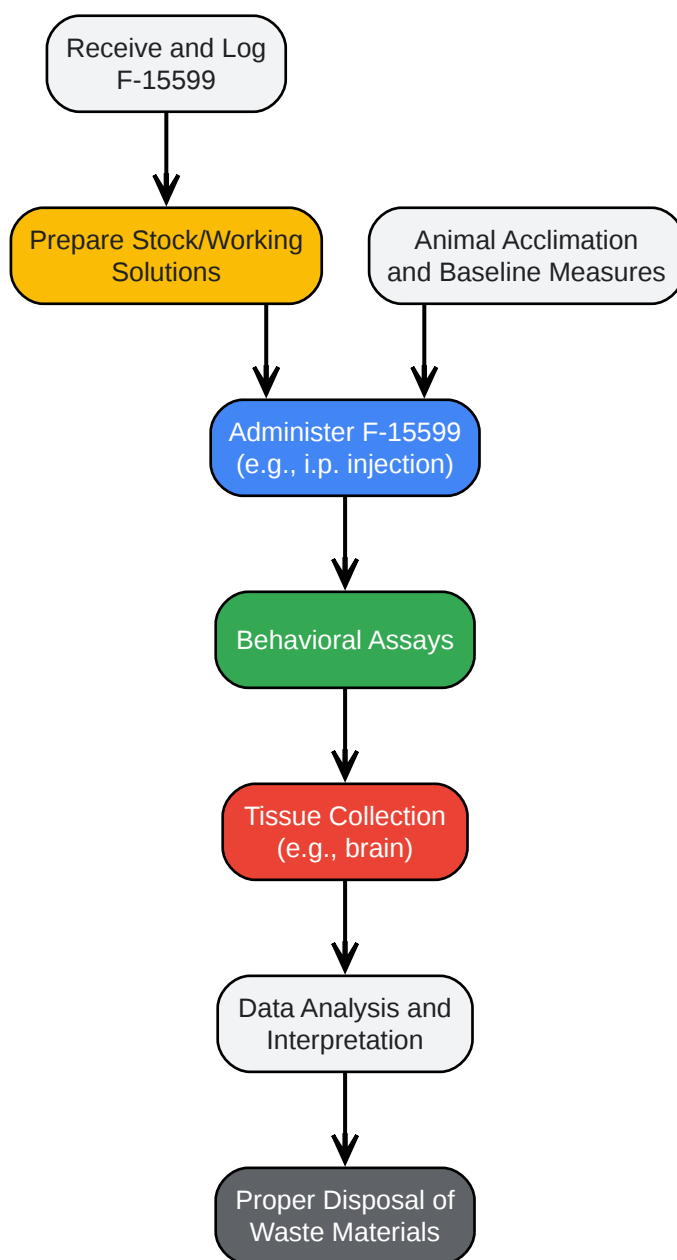 Receive and Log
F-15599
Prepare Stock/Working
Solutions
Animal Acclimation
and Baseline Measures
Administer F-15599
(e.g., i.p. injection)
Behavioral Assays
Tissue Collection
(e.g., brain)
Data Analysis and
Interpretation
Proper Disposal of
Waste Materials